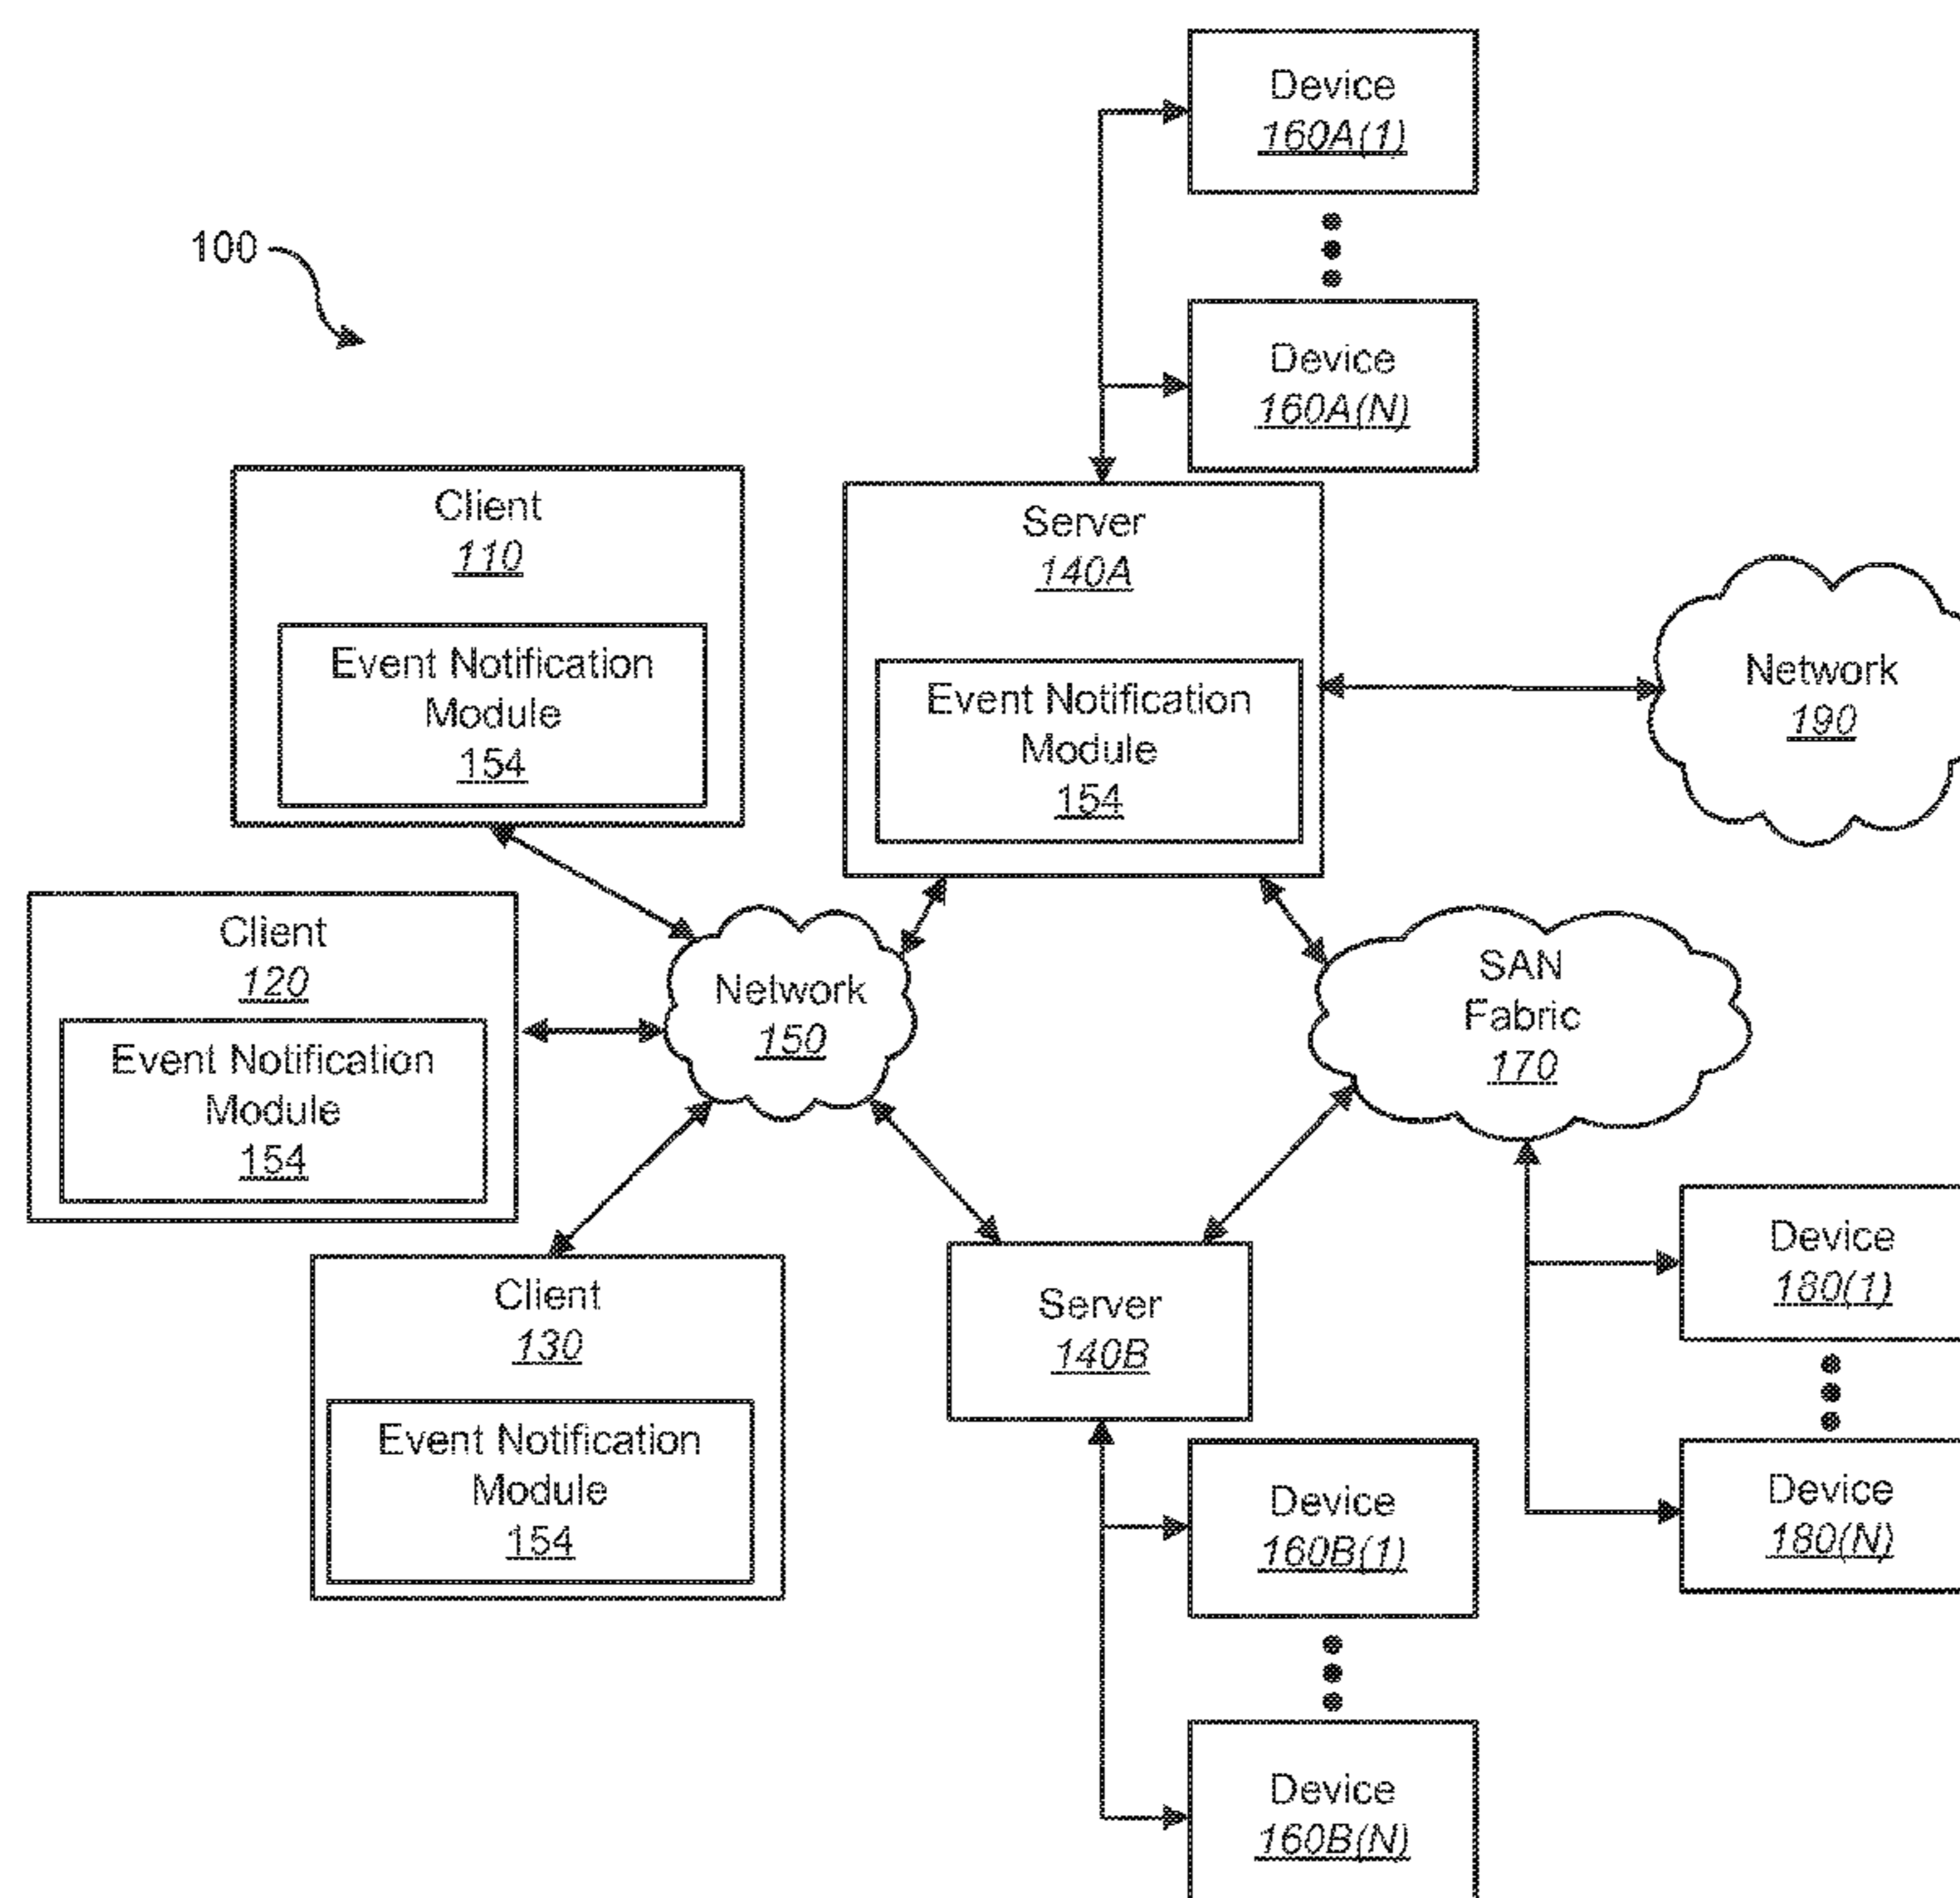 Device
160A(1)
100
Device
160A(N)
Client
110
Event Notification
Module
154
Server
140A
Event Notification
Module
154
Network
190
Client
120
Event Notification
Module
154
Network
150
SAN
Fabric
170
Client
130
Event Notification
Module
154
Server
140B
Device
180(1)
Device
180(N)
Device
160B(1)
Device
160B(N)